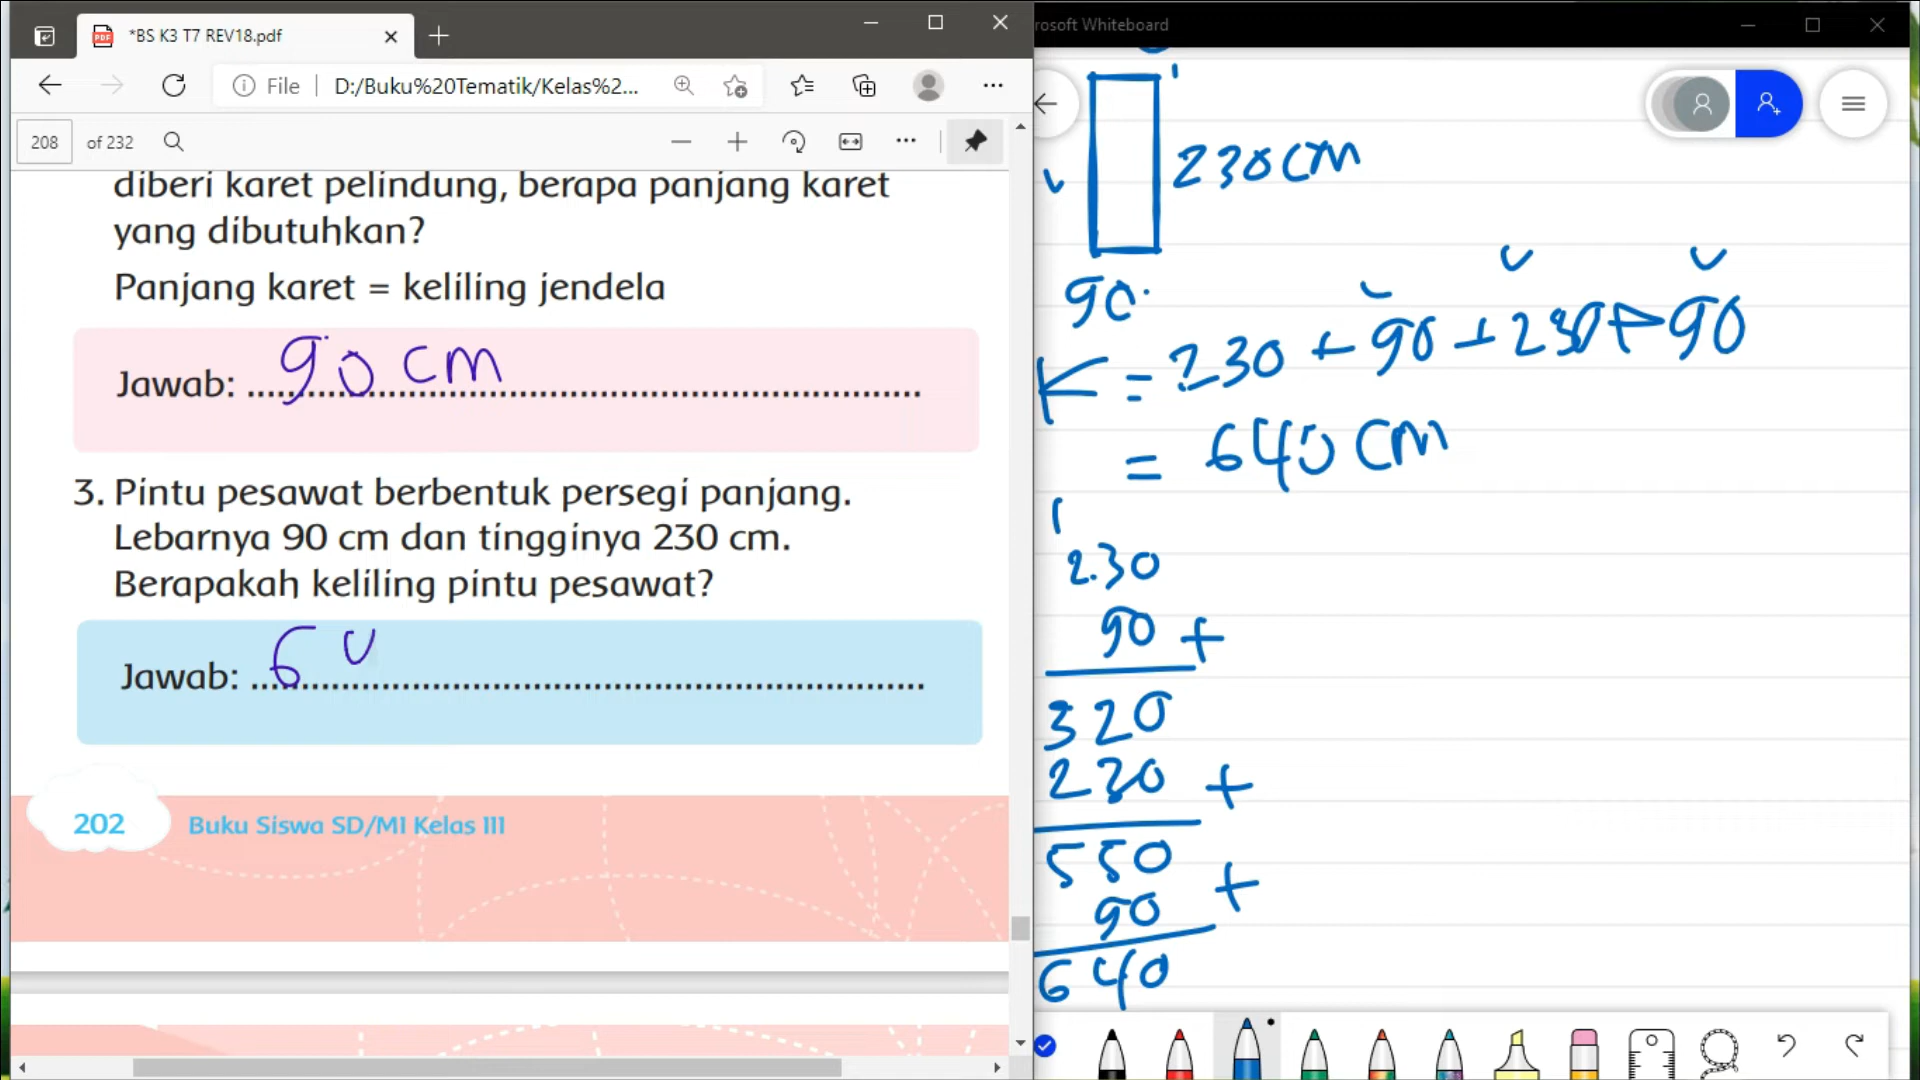 *BS K3 T7 REV18.pdf
File
D:/Buku%20Tematik/Kelas%2...
208 of 232
diberi karet pelindung, berapa panjang karet
yang dibutuhkan?
Panjang karet = keliling jendela
Jawab: 90 cm
3. Pintu pesawat berbentuk persegi panjang.
Lebarnya 90 cm dan tingginya 230 cm.
Berapakah keliling pintu pesawat?
Jawab: 6
202 Buku Siswa SD/MI Kelas III
rosoft Whiteboard
230 cm
90
K = 230 + 90 + 230 + 90
= 640 cm
1
230
90 +
320
230 +
550
90 +
640